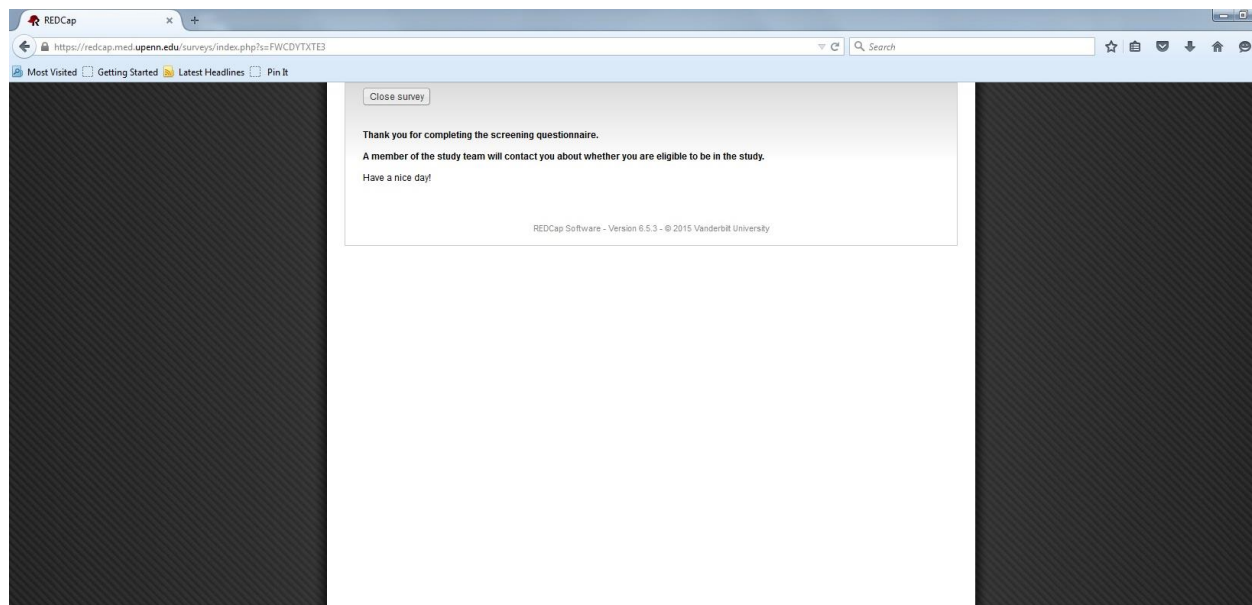 REDCap
https://redcap.med.upenn.edu/surveys/index.php?s=FWCDYTXTE3
Search
Most Visited Getting Started Latest Headlines Pin It
Close survey
Thank you for completing the screening questionnaire.
A member of the study team will contact you about whether you are eligible to be in the study.
Have a nice day!
REDCap Software - Version 6.5.3 - © 2015 Vanderbilt University